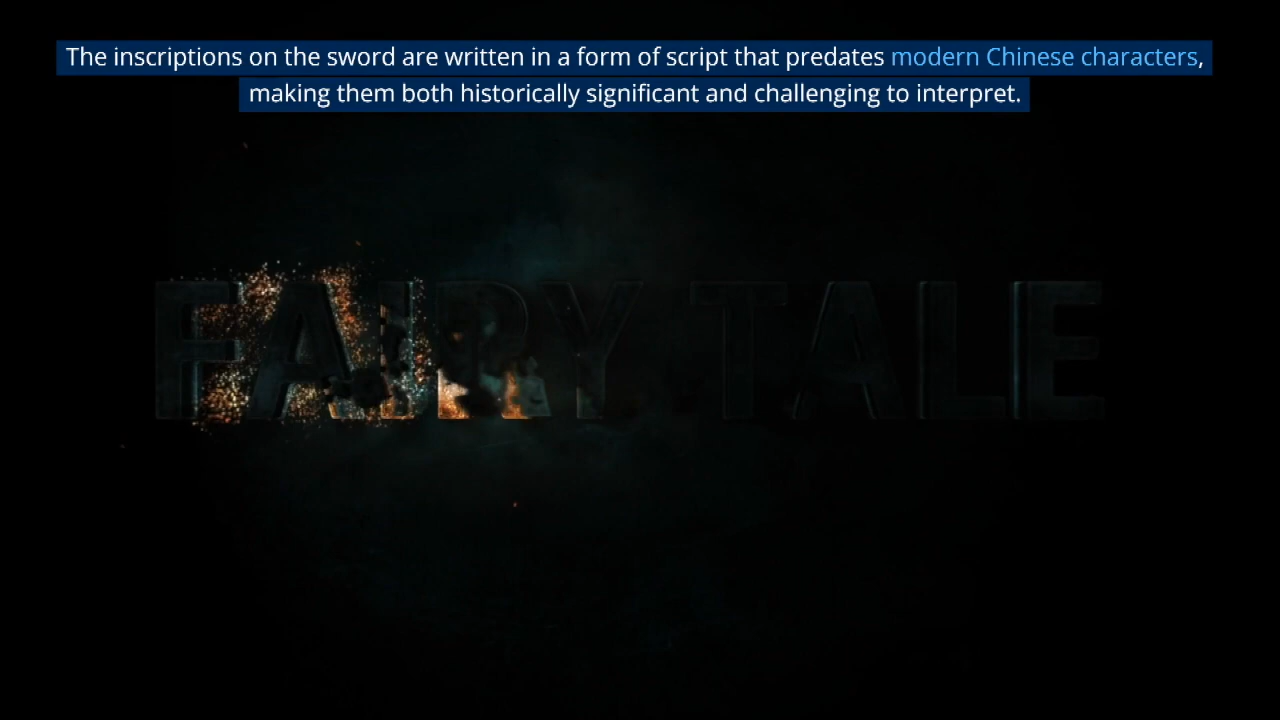 The inscriptions on the sword are written in a form of script that predates modern Chinese characters,
making them both historically significant and challenging to interpret.
FAIRY TALE